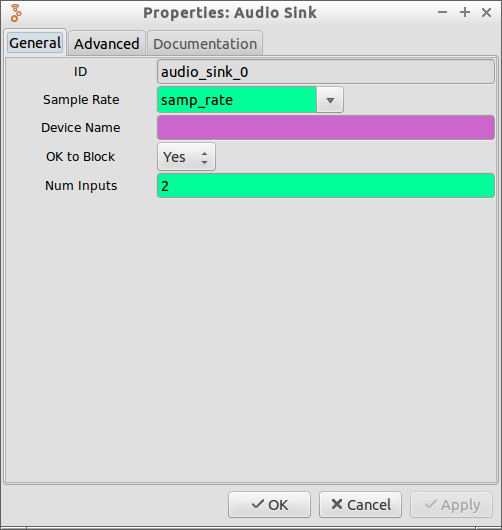 Properties: Audio Sink
General Advanced Documentation
ID audio_sink_0
Sample Rate samp_rate
Device Name
OK to Block Yes
Num Inputs 2
OK Cancel Apply